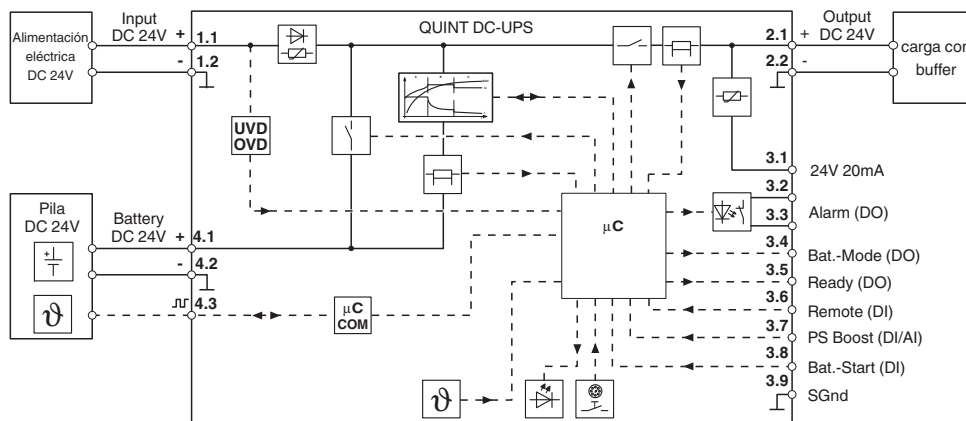 Alimentación
eléctrica
DC 24V
Input
DC 24V
+
1.1
-
1.2
QUINT DC-UPS
2.1
+
Output
DC 24V
2.2
-
carga con
buffer
UVD
OVD
3.1
24V 20mA
3.2
3.3
Alarm (DO)
3.4
Bat.-Mode (DO)
3.5
Ready (DO)
3.6
Remote (DI)
3.7
PS Boost (DI/AI)
3.8
Bat.-Start (DI)
3.9
SGnd
μC
Pila
DC 24V
+
Battery
DC 24V
+
4.1
-
4.2
4.3
ϑ
μC
COM
ϑ